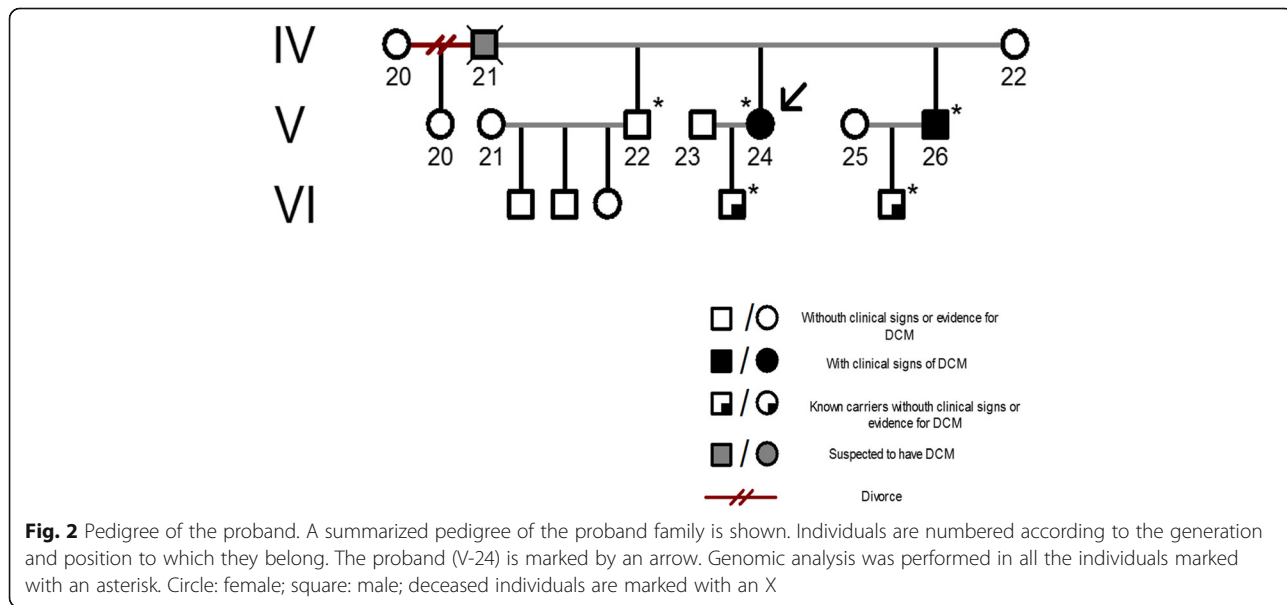 IV
20 21 22
* * *
V
20 21 22 23 24 25 26
* *
VI
Withouth clinical signs or evidence for
DCM
With clinical signs of DCM
Known carriers withouth clinical signs or
evidence for DCM
Suspected to have DCM
Divorce
Fig. 2 Pedigree of the proband. A summarized pedigree of the proband family is shown. Individuals are numbered according to the generation
and position to which they belong. The proband (V-24) is marked by an arrow. Genomic analysis was performed in all the individuals marked
with an asterisk. Circle: female; square: male; deceased individuals are marked with an X